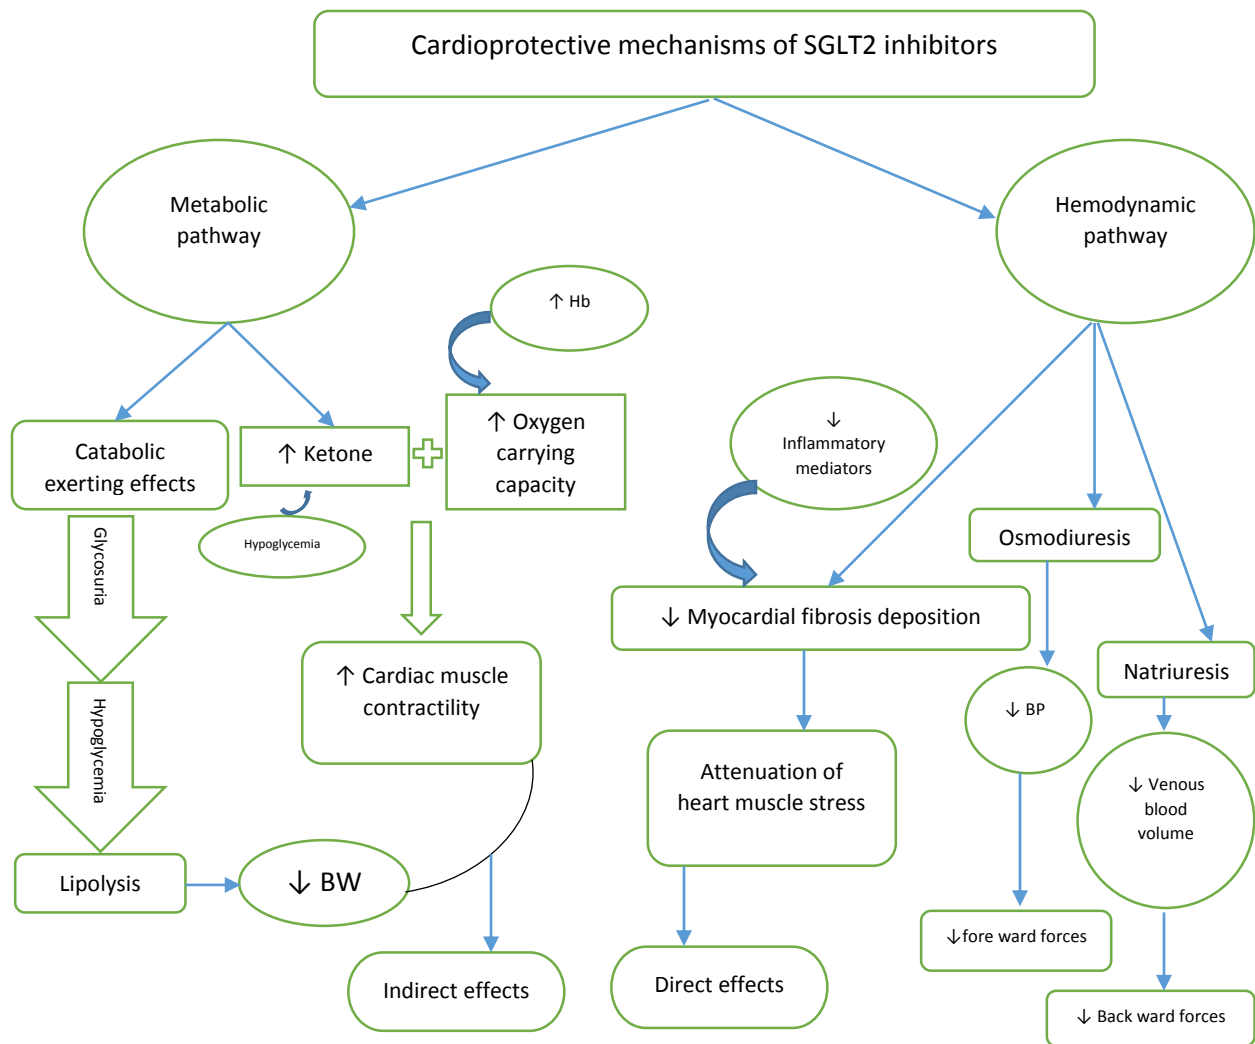 Cardioprotective mechanisms of SGLT2 inhibitors
Metabolic
pathway
Hemodynamic
pathway
↑ Hb
Catabolic
exerting effects
↑ Ketone
↑ Oxygen
carrying
capacity
↓
Inflammatory
mediators
Hypoglycemia
Glycosuria
Osmodiuresis
↓ Myocardial fibrosis deposition
↑ Cardiac muscle
contractility
Natriuresis
Hypoglycemia
↓ BP
Attenuation of
heart muscle stress
↓ Venous
blood
volume
Lipolysis
↓ BW
↓fore ward forces
Indirect effects
Direct effects
↓ Back ward forces